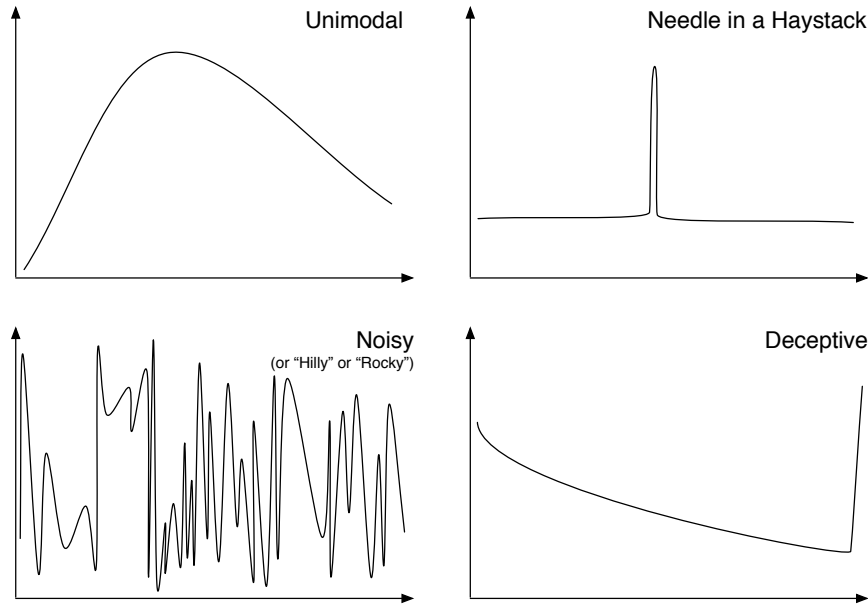 Unimodal
Needle in a Haystack
Noisy
(or “Hilly” or “Rocky”)
Deceptive